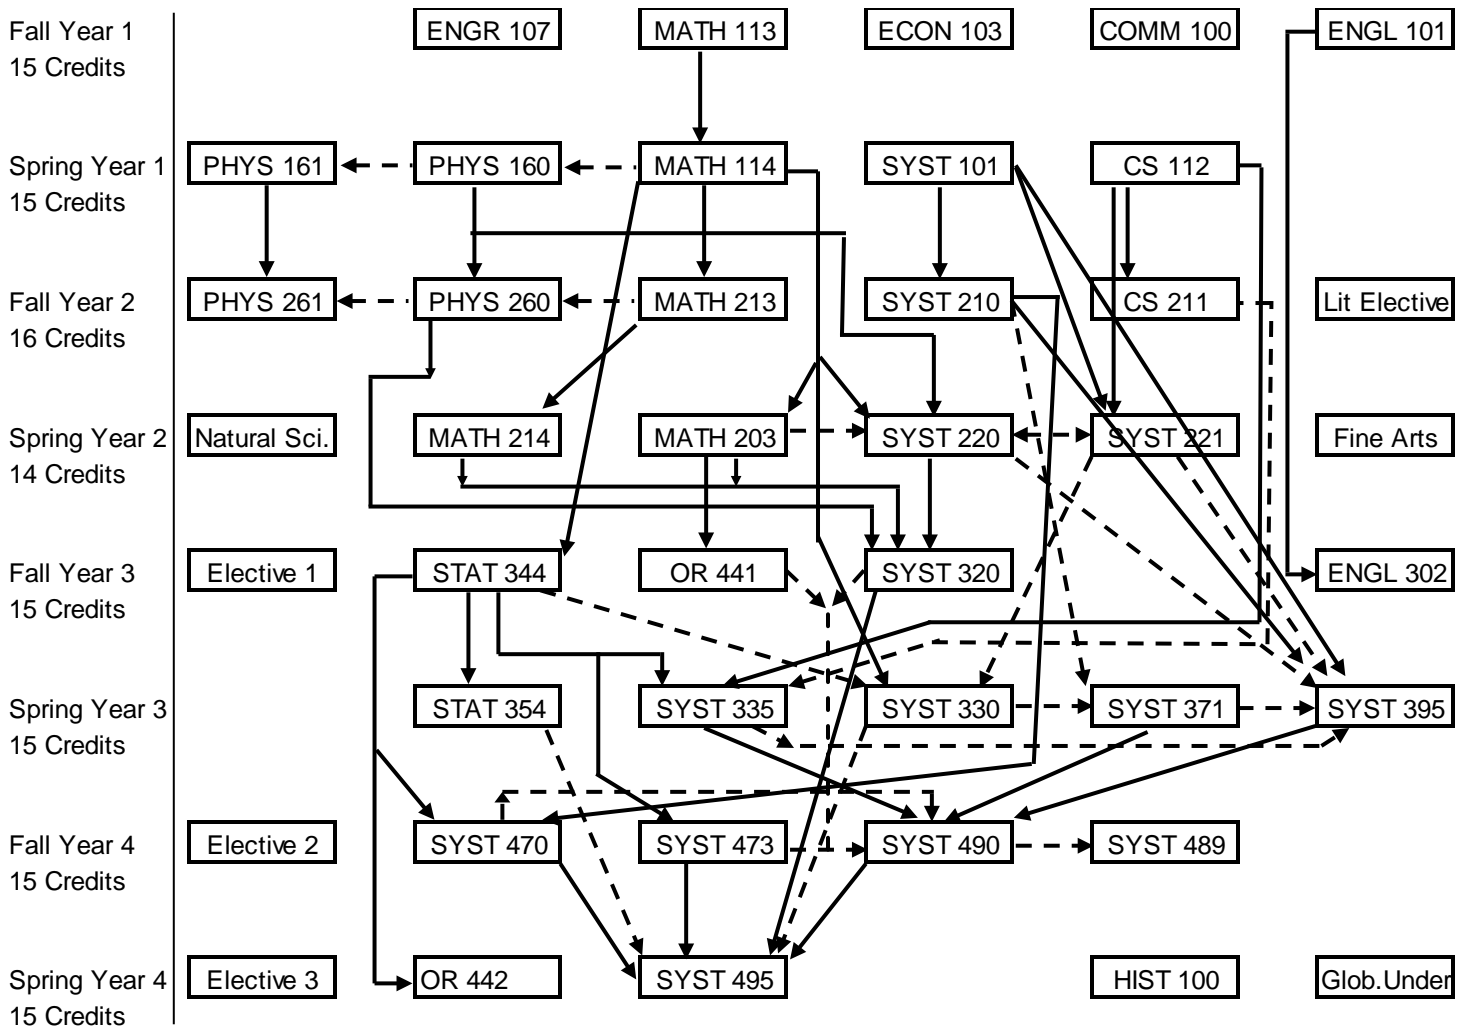 Fall Year 1
15 Credits
ENGR 107
MATH 113
ECON 103
COMM 100
ENGL 101
Spring Year 1
15 Credits
PHYS 161
PHYS 160
MATH 114
SYST 101
CS 112
Fall Year 2
16 Credits
PHYS 261
PHYS 260
MATH 213
SYST 210
CS 211
Lit Elective
Spring Year 2
14 Credits
Natural Sci.
MATH 214
MATH 203
SYST 220
SYST 221
Fine Arts
Fall Year 3
15 Credits
Elective 1
STAT 344
OR 441
SYST 320
ENGL 302
Spring Year 3
15 Credits
STAT 354
SYST 335
SYST 330
SYST 371
SYST 395
Fall Year 4
15 Credits
Elective 2
SYST 470
SYST 473
SYST 490
SYST 489
Spring Year 4
15 Credits
Elective 3
OR 442
SYST 495
HIST 100
Glob.Under